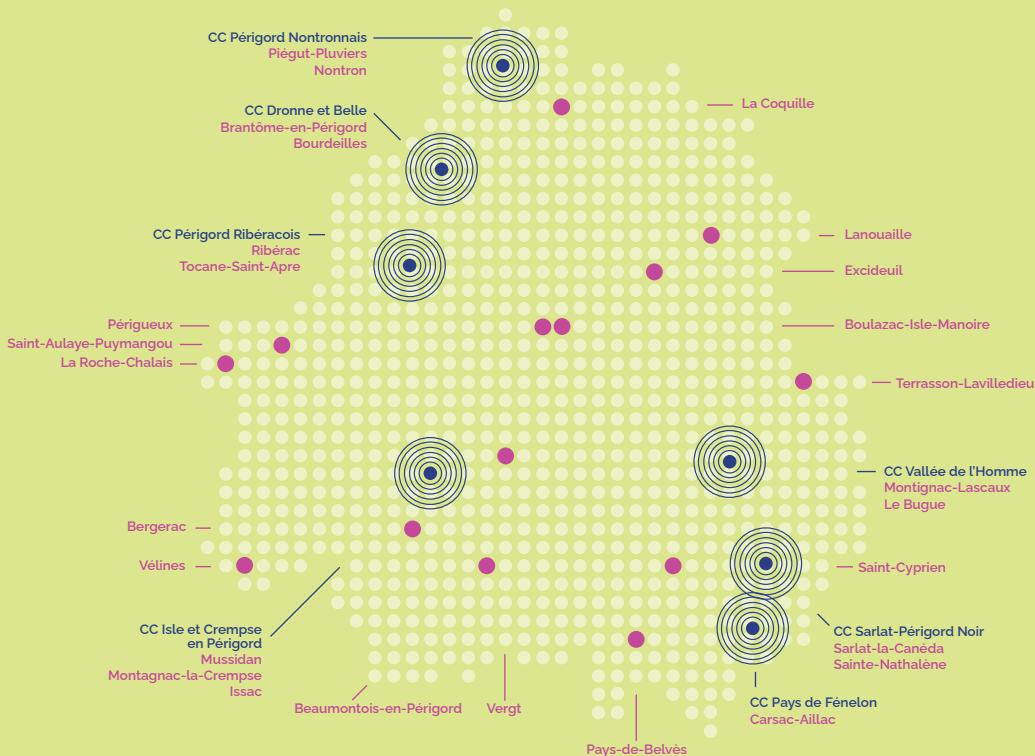 CC Périgord Nontronnais
Piégut-Pluviers
Nontron
La Coquille
CC Dronne et Belle
Brantôme-en-Périgord
Bourdeilles
CC Périgord Ribéracois
Ribérac
Tocane-Saint-Apre
Lanouaille
Excideuil
Périgueux
Saint-Aulaye-Puymangou
La Roche-Chalais
Boulazac-Isle-Manoire
Terrasson-Lavilledieu
CC Vallée de l'Homme
Montignac-Lascaux
Le Bugue
Bergerac
Vélines
Saint-Cyprien
CC Isle et Crempse
en Périgord
Mussidan
Montagnac-la-Crempse
Issac
CC Sarlat-Périgord Noir
Sarlat-la-Canéda
Sainte-Nathalène
Beaumontois-en-Périgord
Vergt
CC Pays de Fénelon
Carsac-Aillac
Pays-de-Belvès